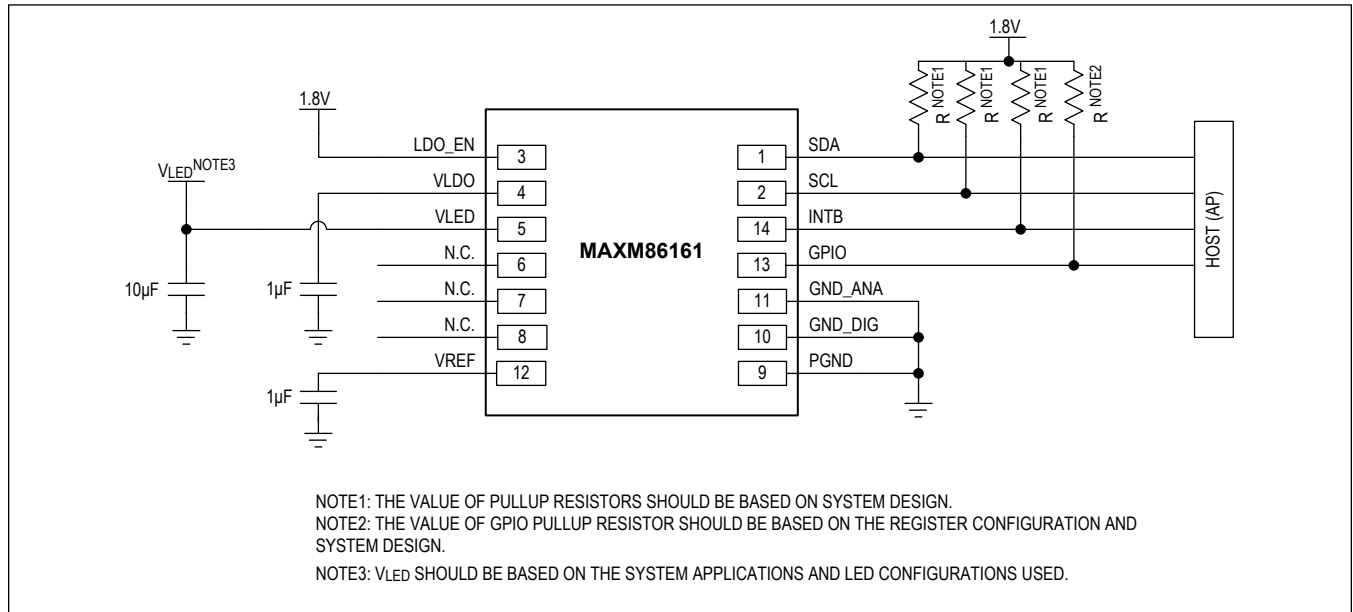 1.8V
NOTE1
NOTE1
NOTE1
NOTE2
R
R
R
R
1.8V
LDO_EN
3
1
SDA
VLEDNOTE3
VLDO
4
2
SCL
VLED
5
14
INTB
MAXM86161
HOST (AP)
N.C.
6
13
GPIO
10µF
1µF
N.C.
7
11
GND_ANA
N.C.
8
10
GND_DIG
VREF
12
9
PGND
1µF
NOTE1: THE VALUE OF PULLUP RESISTORS SHOULD BE BASED ON SYSTEM DESIGN.
NOTE2: THE VALUE OF GPIO PULLUP RESISTOR SHOULD BE BASED ON THE REGISTER CONFIGURATION AND
SYSTEM DESIGN.
NOTE3: VLED SHOULD BE BASED ON THE SYSTEM APPLICATIONS AND LED CONFIGURATIONS USED.